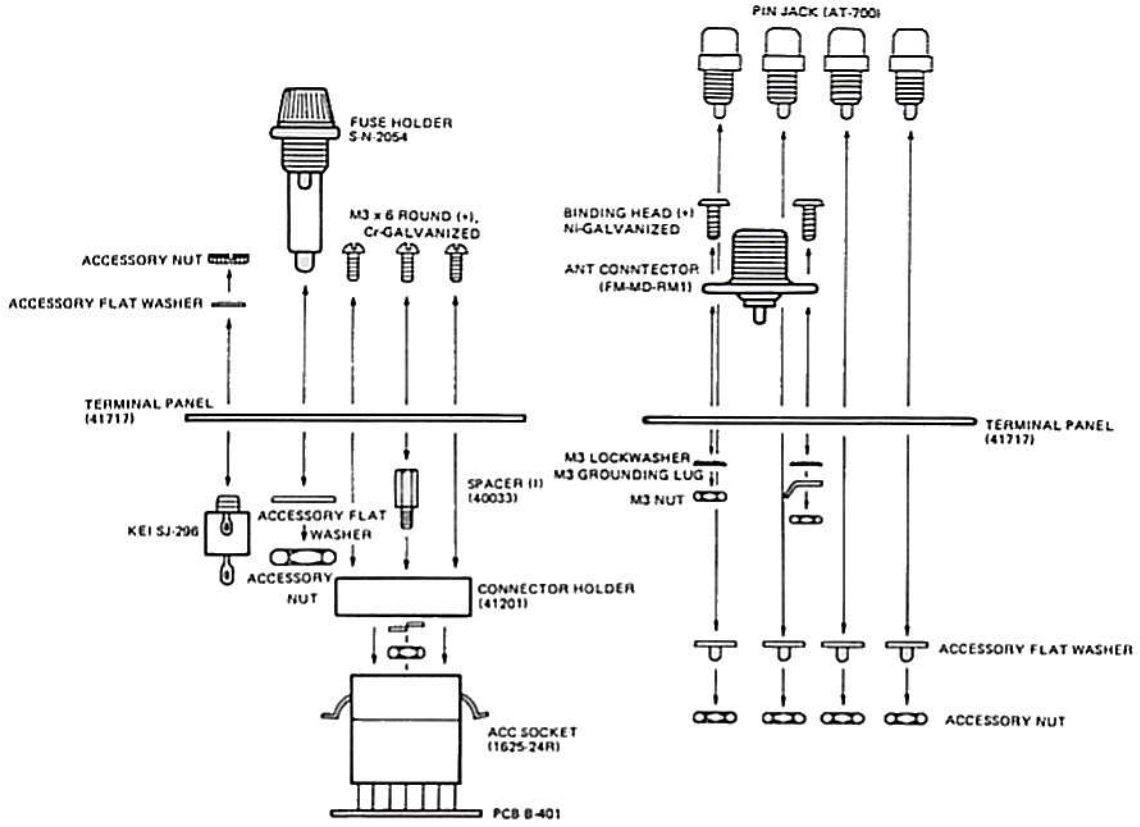 PIN JACK (AT-700)
FUSE HOLDER
S-N-2054
M3 x 6 ROUND (+),
Cr-GALVANIZED
ACCESSORY NUT
ACCESSORY FLAT WASHER
BINDING HEAD (+)
NI-GALVANIZED
ANT CONNTECTOR
(FM-MD-RM1)
TERMINAL PANEL
(41717)
TERMINAL PANEL
(41717)
M3 LOCKWASHER
M3 GROUNDING LUG
M3 NUT
SPACER (I)
(40033)
KEI SJ-296
ACCESSORY FLAT
WASHER
ACCESSORY
NUT
CONNECTOR HOLDER
(41201)
ACCESSORY FLAT WASHER
ACCESSORY NUT
ACC SOCKET
(1625-24R)
PCB B-401